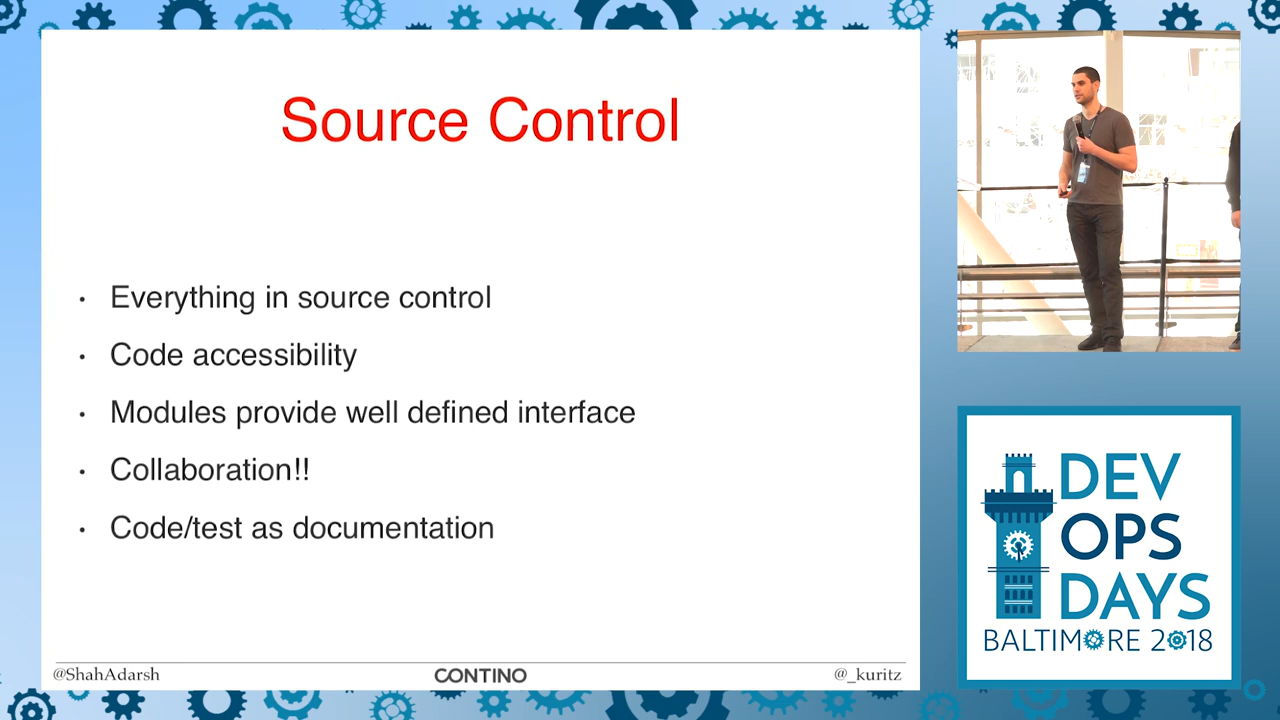 Source Control
• Everything in source control
• Code accessibility
• Modules provide well defined interface
• Collaboration!!
• Code/test as documentation
@ShahAdarsh
CONTINO
@_kuritz
DEV
OPS
DAYS
BALTIMORE 2018